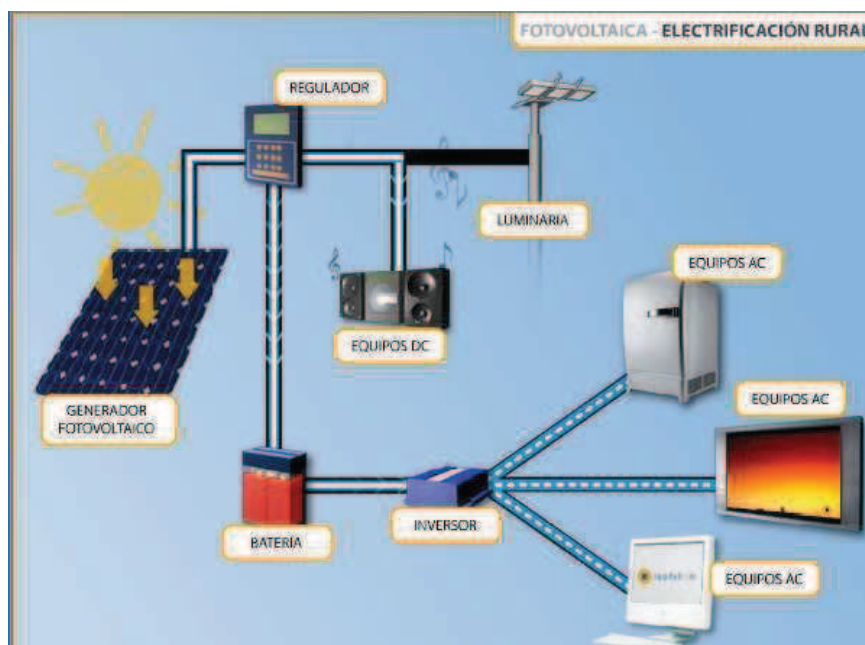 FOTOVOLTAICA - ELECTRIFICACIÓN RURAL
REGULADOR
LUMINARIA
EQUIPOS AC
EQUIPOS DC
GENERADOR
FOTOVOLTAICO
EQUIPOS AC
BATERÍA
INVERSOR
EQUIPOS AC